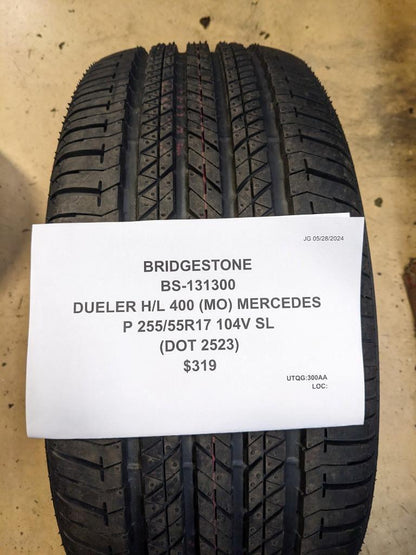 JG 05/28/2024
BRIDGESTONE
BS-131300
DUELER H/L 400 (MO) MERCEDES
P 255/55R17 104V SL
(DOT 2523)
$319
UTQG:300AA
LOC: